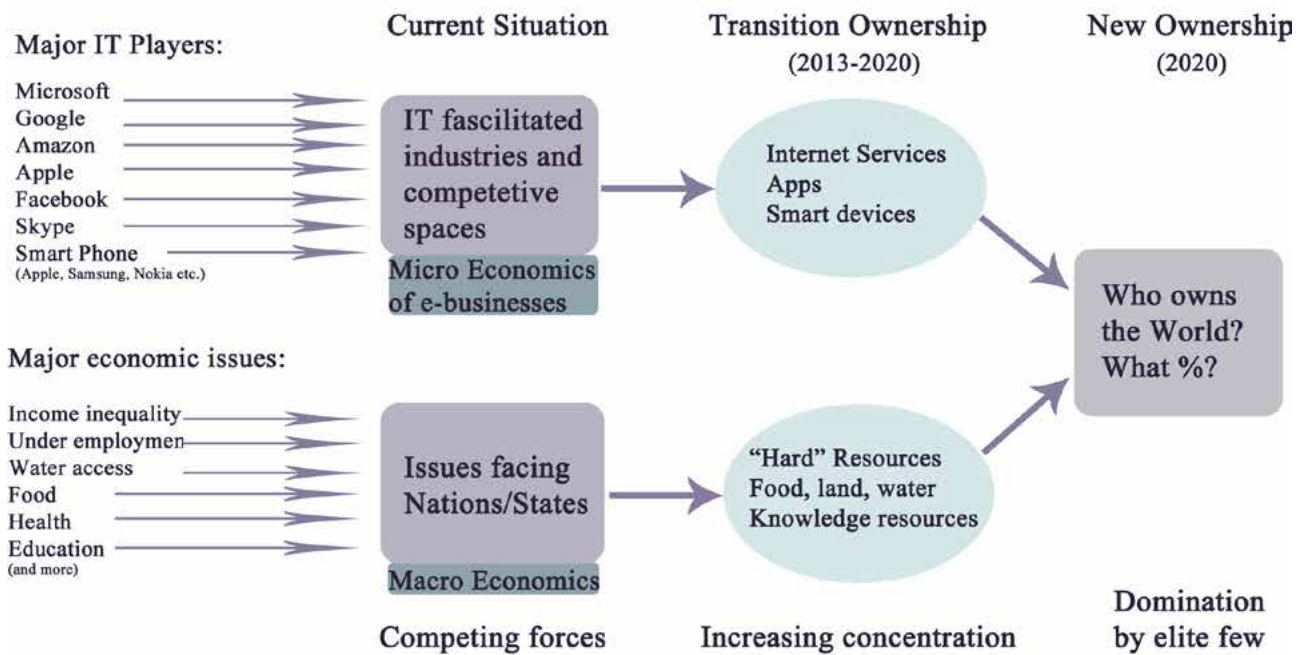 Major IT Players:
Microsoft
Google
Amazon
Apple
Facebook
Skype
Smart Phone
(Apple, Samsung, Nokia etc.)
Current Situation
IT fascilitated
industries and
competetive
spaces
Micro Economics
of e-businesses
Transition Ownership
(2013-2020)
Internet Services
Apps
Smart devices
New Ownership
(2020)
Who owns
the World?
What %?
Major economic issues:
Income inequality
Under employmen
Water access
Food
Health
Education
(and more)
Issues facing
Nations/States
Macro Economics
"Hard" Resources
Food, land, water
Knowledge resources
Competing forces
Increasing concentration
Domination
by elite few